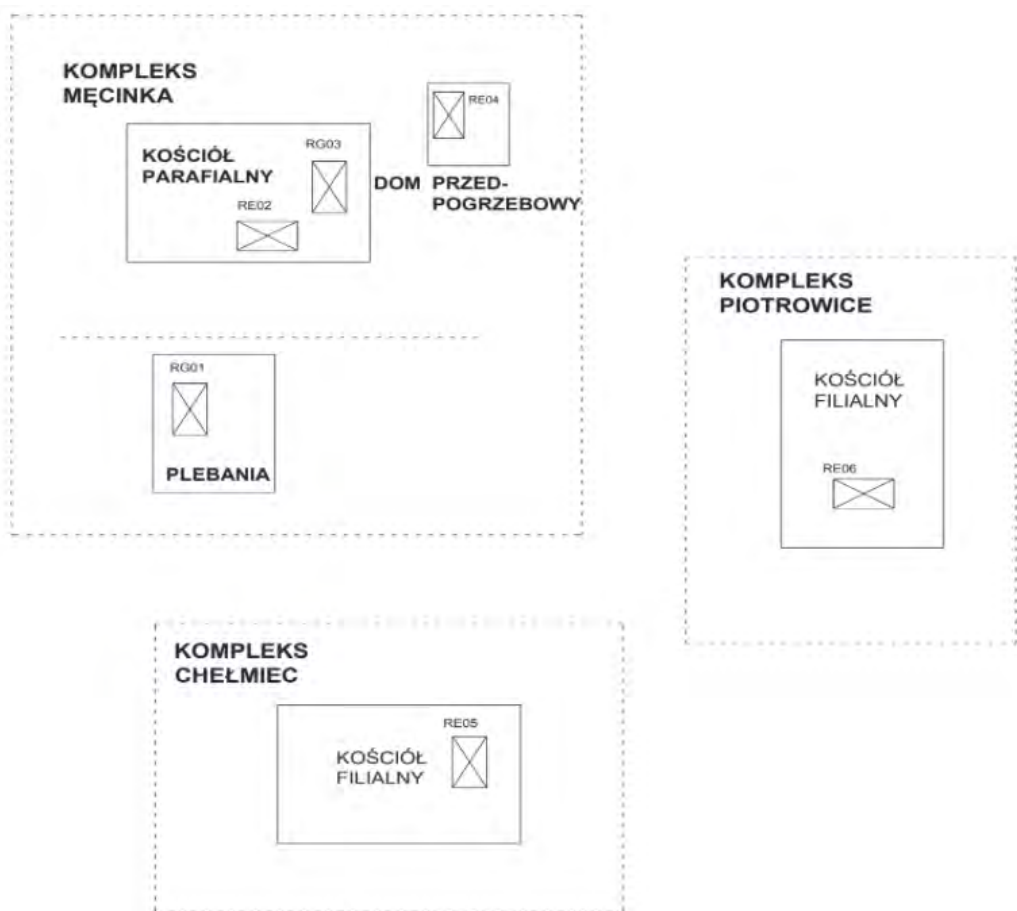 KOMPLEKS
MĘCINKA
RE04
KOŚCIÓŁ
PARAFIALNY
RG03
RE02
DOM PRZED-
POGRZEBOWY
RG01
PLEBANIA
KOMPLEKS
PIOTROWICE
KOŚCIÓŁ
FILIALNY
RE06
KOMPLEKS
CHEŁMIEC
RE05
KOŚCIÓŁ
FILIALNY